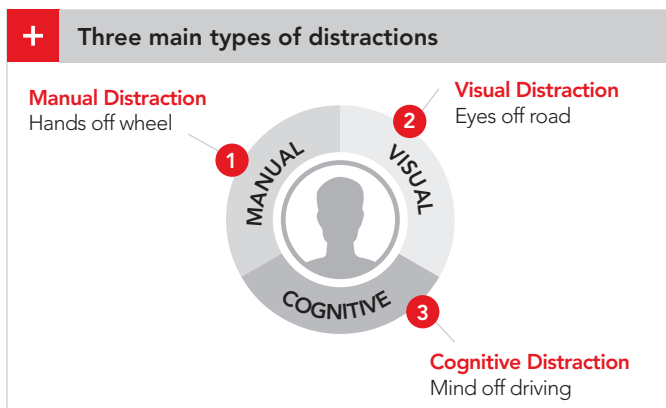 + Three main types of distractions
Manual Distraction
Hands off wheel
1
MANUAL
2
Visual Distraction
Eyes off road
VISUAL
COGNITIVE
3
Cognitive Distraction
Mind off driving